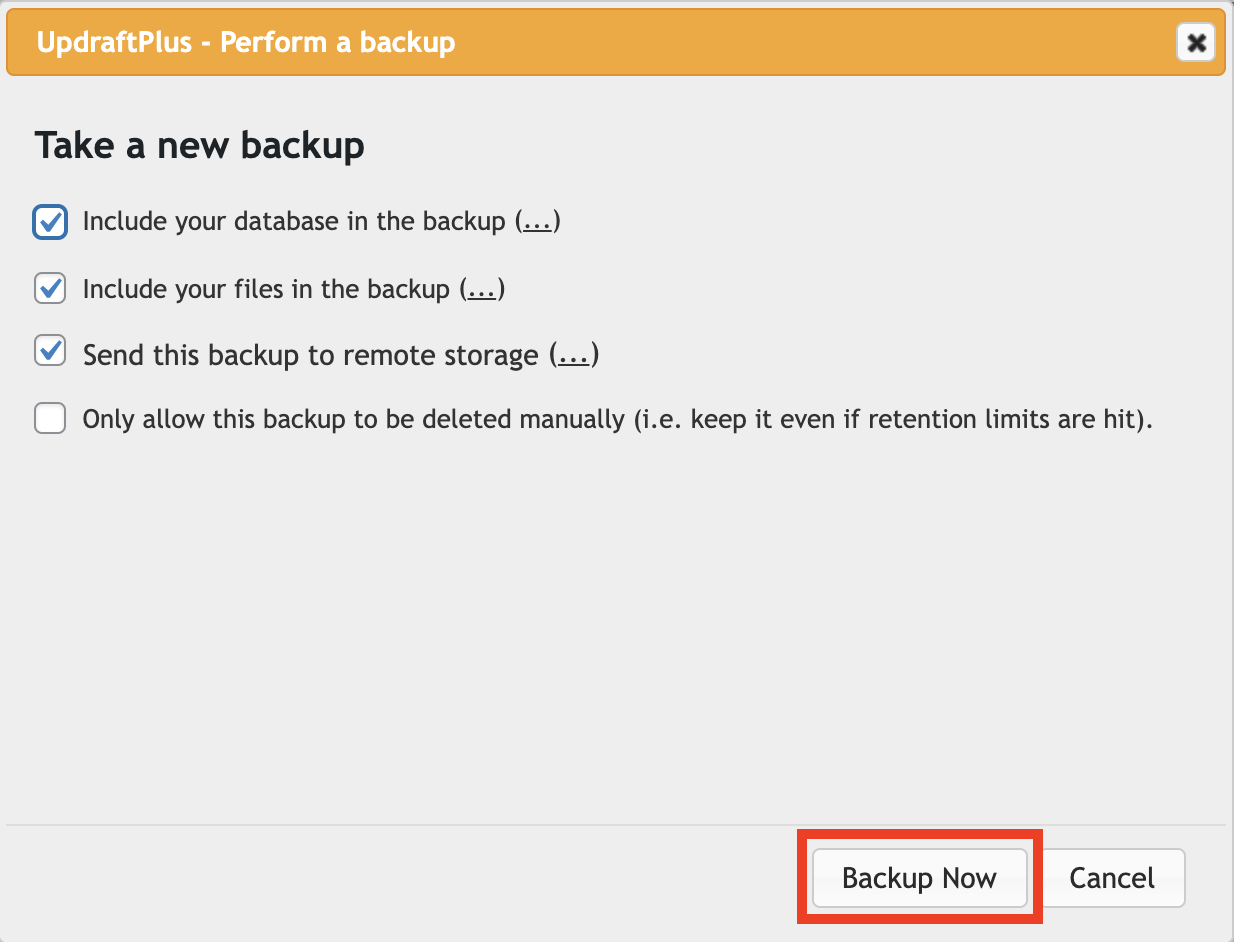 UpdraftPlus - Perform a backup
Take a new backup
Include your database in the backup (...)
Include your files in the backup (...)
Send this backup to remote storage (...)
Only allow this backup to be deleted manually (i.e. keep it even if retention limits are hit).
Backup Now
Cancel